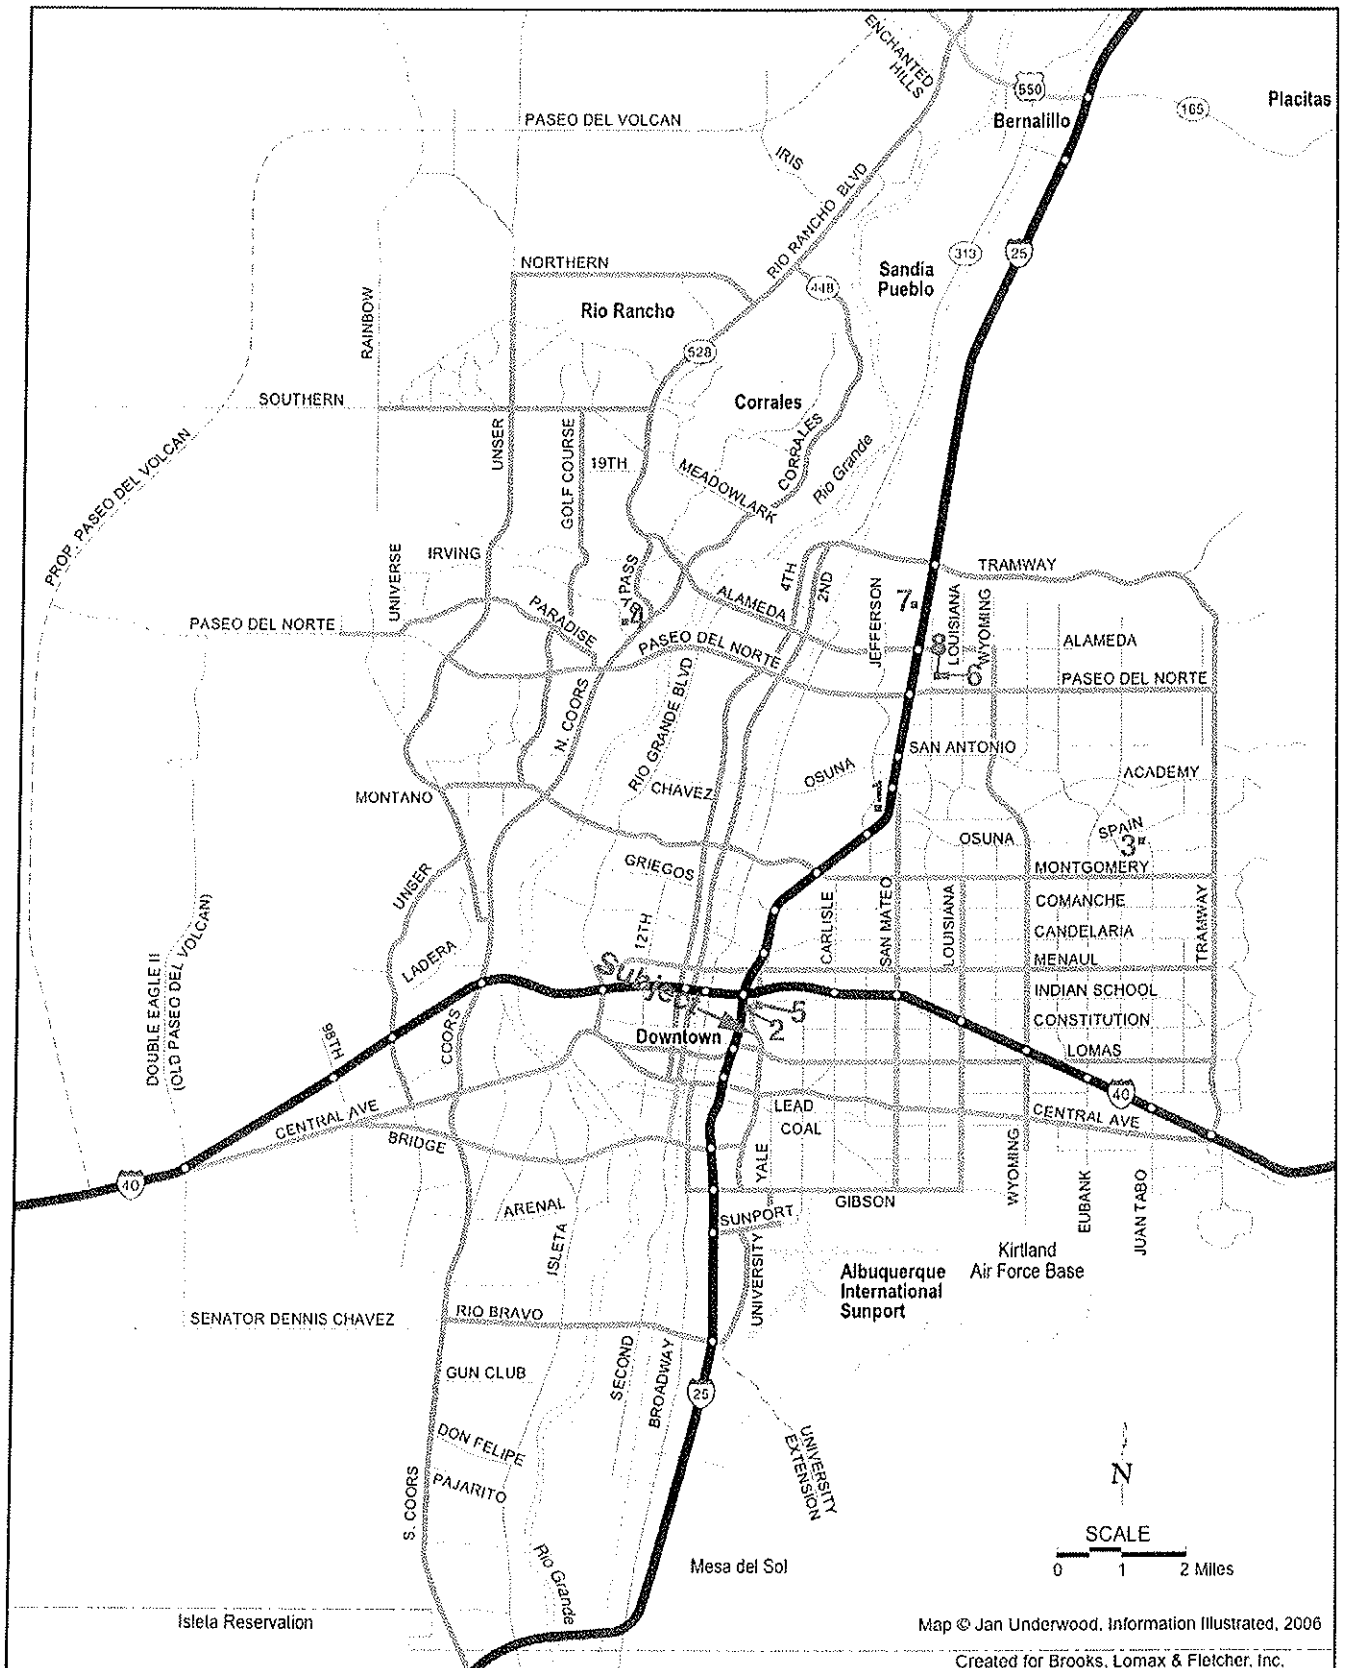 ENCHANTED
HILLS
550
Placitas
165
Bernalillo
PASEO DEL VOLCAN
IRIS
RIO RANCHO BLVD
313
25
Sandia
Pueblo
NORTHERN
448
Rio Rancho
RAINBOW
528
SOUTHERN
Corrales
UNSER
GOLF COURSE
19TH
CORRALES
MEADOWLARK
Rio Grande
PROP. PASEO DEL VOLCAN
UNIVERSE
IRVING
BY PASS
4TH
2ND
TRAMWAY
PARADISE
4
ALAMEDA
JEFFERSON
7
LOUISIANA
WYOMING
PASEO DEL NORTE
PASEO DEL NORTE
8
ALAMEDA
6
PASEO DEL NORTE
N. COORS
RIO GRANDE BLVD
SAN ANTONIO
OSUNA
ACADEMY
MONTANO
CHAVEZ
1
OSUNA
SPAIN
3
GRIEGOS
MONTGOMERY
UNSER
COMANCHE
CARLISLE
SAN MATEO
LOUISIANA
CANDELARIA
TRAMWAY
12TH
MENAUL
LADERA
Subject
INDIAN SCHOOL
5
CONSTITUTION
2
DOUBLE EAGLE II
(OLD PASEO DEL VOLCAN)
98TH
COORS
Downtown
LOMAS
40
CENTRAL AVE
LEAD
COAL
CENTRAL AVE
BRIDGE
YALE
WYOMING
40
EUBANK
JUAN TABO
ARENAL
GIBSON
SUNPORT
ISLETA
UNIVERSITY
Kirtland
Air Force Base
Albuquerque
International
Sunport
SENATOR DENNIS CHAVEZ
RIO BRAVO
SECOND
BROADWAY
GUN CLUB
25
DON FELIPE
UNIVERSITY
EXTENSION
S. COORS
PAJARITO
N
SCALE
0 1 2 Miles
Rio Grande
Mesa del Sol
Isleta Reservation
Map © Jan Underwood, Information Illustrated, 2006
Created for Brooks, Lomax & Fletcher, Inc.